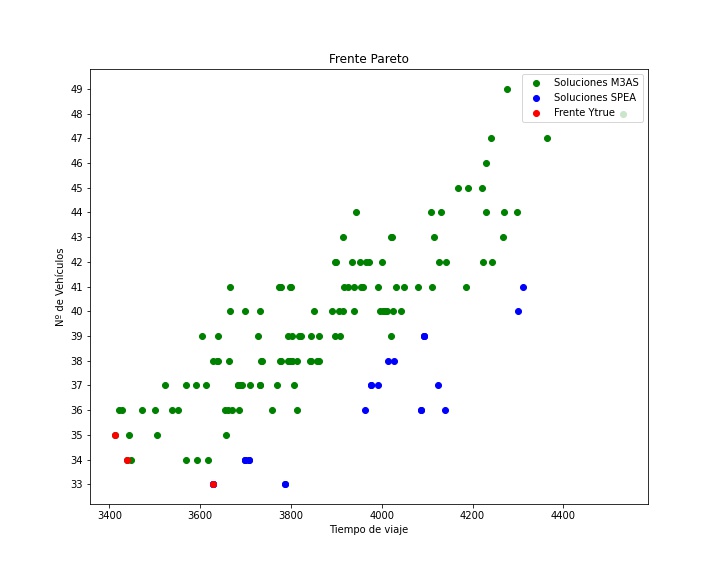 Frente Pareto
Soluciones M3AS
Soluciones SPEA
Frente Ytrue
49
48
47
46
45
44
43
42
41
40
39
38
37
36
35
34
33
Nº de Vehículos
3400 3600 3800 4000 4200 4400
Tiempo de viaje